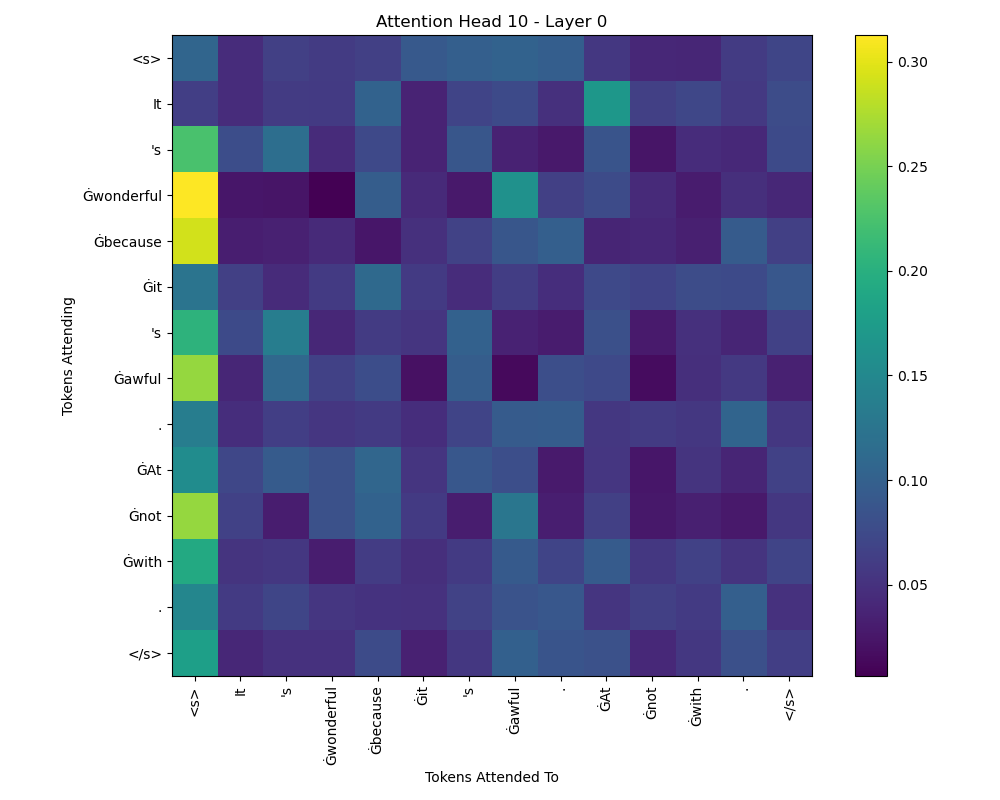 Attention Head 10 - Layer 0
<s>
It
's
Ġwonderful
Ġbecause
Ġit
's
Ġawful
.
ĠAt
Ġnot
Ġwith
.
</s>
Tokens Attending
<s>
It
's
Ġwonderful
Ġbecause
Ġit
's
Ġawful
.
ĠAt
Ġnot
Ġwith
.
</s>
Tokens Attended To
0.30
0.25
0.20
0.15
0.10
0.05